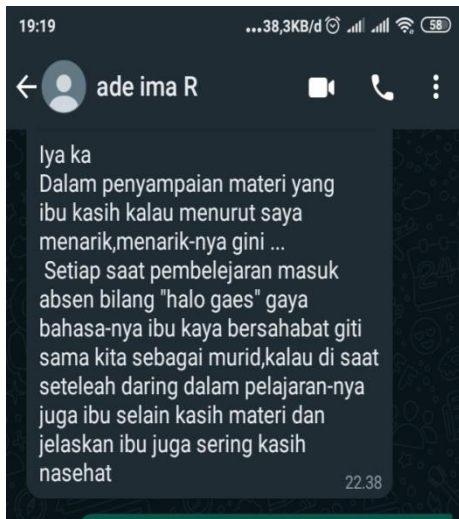 19:19
...38,3KB/d
58
ade ima R
Iya ka
Dalam penyampaian materi yang
ibu kasih kalau menurut saya
menarik,menarik-nya gini ...
Setiap saat pembelejaran masuk
absen bilang "halo gaes" gaya
bahasa-nya ibu kaya bersahabat giti
sama kita sebagai murid,kalau di saat
seteleah daring dalam pelajaran-nya
juga ibu selain kasih materi dan
jelaskan ibu juga sering kasih
nasehat
22.38